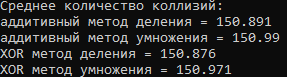 Среднее количество коллизий:
аддитивный метод деления = 150.891
аддитивный метод умножения = 150.99
XOR метод деления = 150.876
XOR метод умножения = 150.971